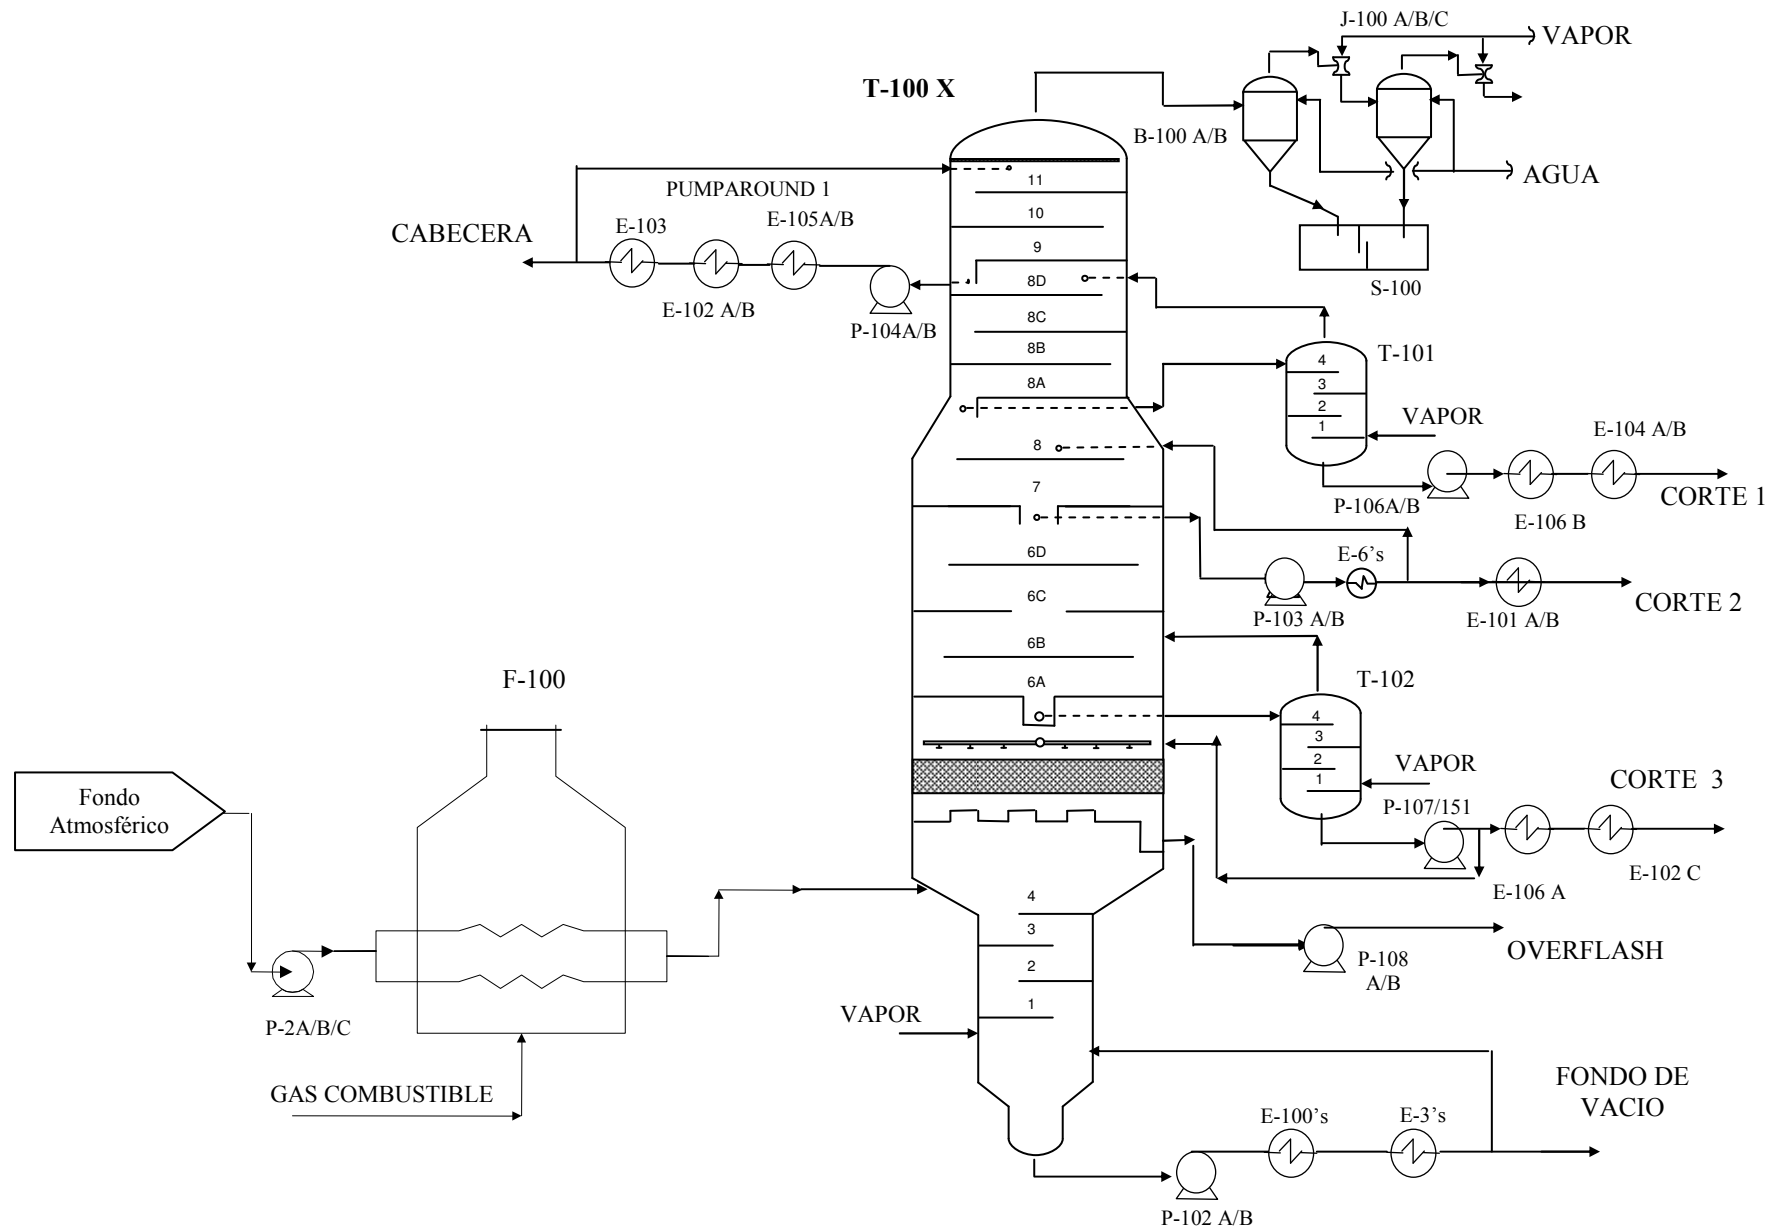 J-100 A/B/C
VAPOR
T-100 X
B-100 A/B
AGUA
S-100
PUMPAROUND 1
CABECERA
E-103
E-105A/B
E-102 A/B
P-104A/B
11
10
9
8D
8C
8B
8A
8
7
6D
6C
6B
6A
4
3
2
1
T-101
4
3
2
1
VAPOR
E-104 A/B
P-106A/B
E-106 B
CORTE 1
E-6's
P-103 A/B
E-101 A/B
CORTE 2
T-102
4
3
2
1
VAPOR
P-107/151
CORTE 3
E-106 A
E-102 C
P-108
A/B
OVERFLASH
F-100
Fondo
Atmosférico
P-2A/B/C
GAS COMBUSTIBLE
VAPOR
E-100's
E-3's
P-102 A/B
FONDO DE
VACIO